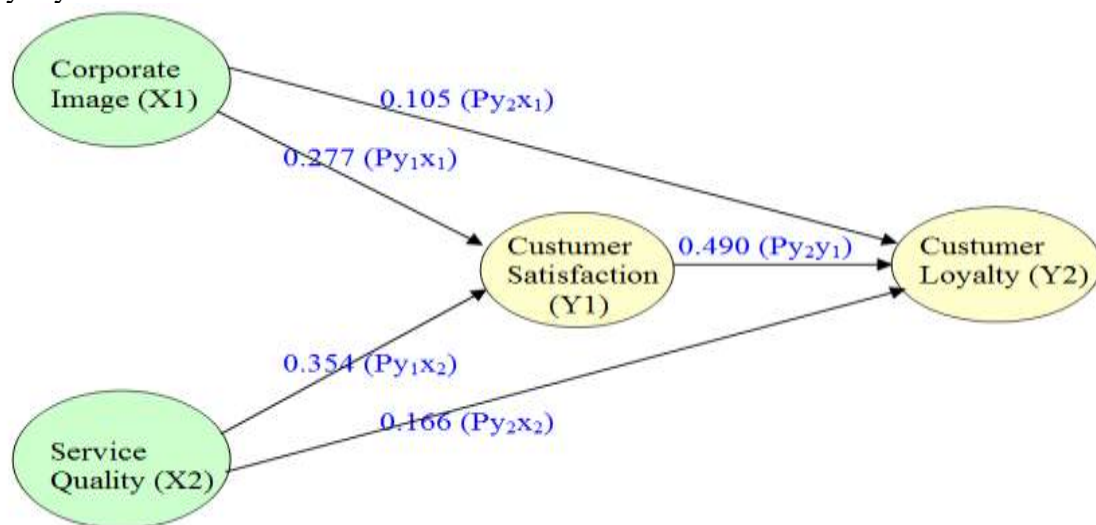 Corporate
Image (X1)
0.105 (Py₂x₁)
0.277 (Py₁x₁)
Custumer
Satisfaction
(Y1)
0.490 (Py₂y₁)
Custumer
Loyalty (Y2)
0.354 (Py₁x₂)
0.166 (Py₂x₂)
Service
Quality (X2)